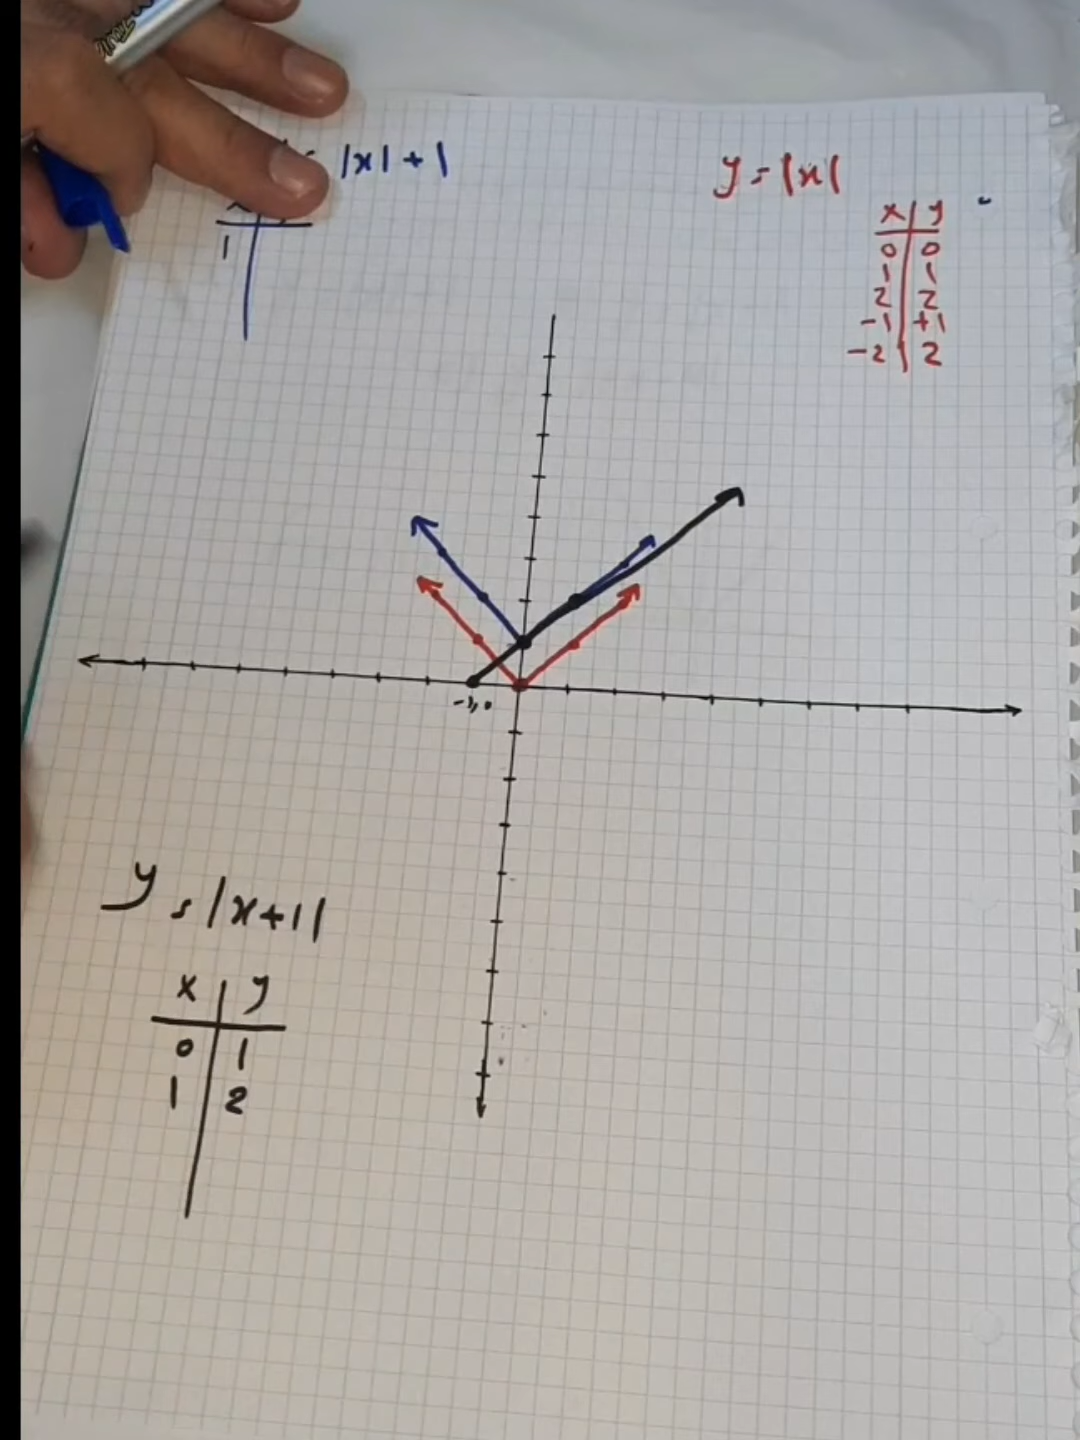 = |x| + 1
1
y = |x|
x | y
0 | 0
1 | 1
2 | 2
-1 | +1
-2 | 2
-1,0
y = |x+1|
x | y
0 | 1
1 | 2